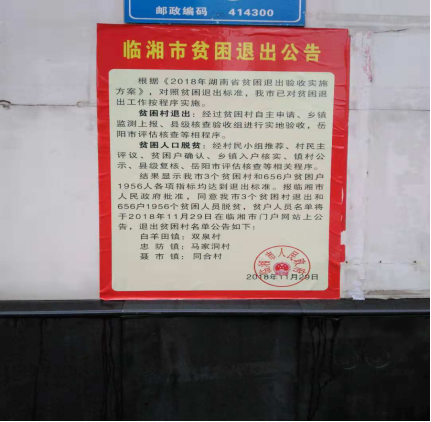 邮政编码 414300
临湘市贫困退出公告
根据《2018年湖南省贫困退出验收实施
方案》,对照贫困退出标准,我市已对贫困退
出工作按程序实施。
贫困村退出:经过贫困村自主申请、乡镇
监测上报、县级核查验收组进行实地验收,岳
阳市评估核查等相程序。
贫困人口脱贫:经村民小组推荐、村民主
评议、贫困户确认、乡镇入户核实、镇村公
示、县级复核、岳阳市评估核查等相关程序。
结果显示我市3个贫困村和656户贫困户
1956人各项指标均达到退出标准。报临湘市
人民政府批准,同意我市3个贫困村退出
和656户1956个贫困人员脱贫,贫户人员名单将
于2018年11月29日在临湘市门户网站上公
告,退出贫困村名单公告如下:
白羊田镇:双泉村
忠防镇:马家洞村
聂市镇:同合村
临湘市人民政府
2018年11月29日